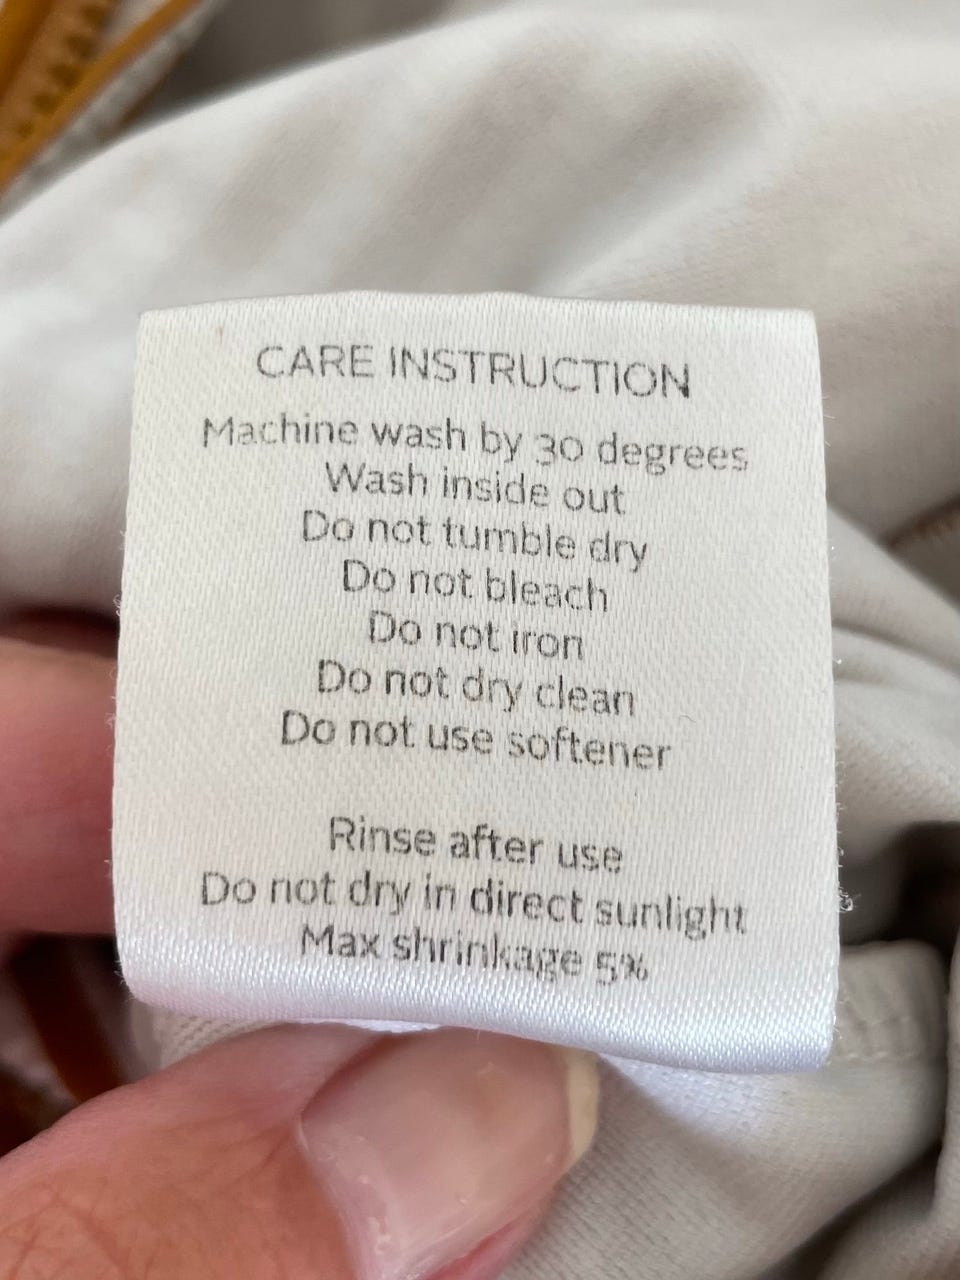 CARE INSTRUCTION
Machine wash by 30 degrees
Wash inside out
Do not tumble dry
Do not bleach
Do not iron
Do not dry clean
Do not use softener
Rinse after use
Do not dry in direct sunlight
Max shrinkage 5%